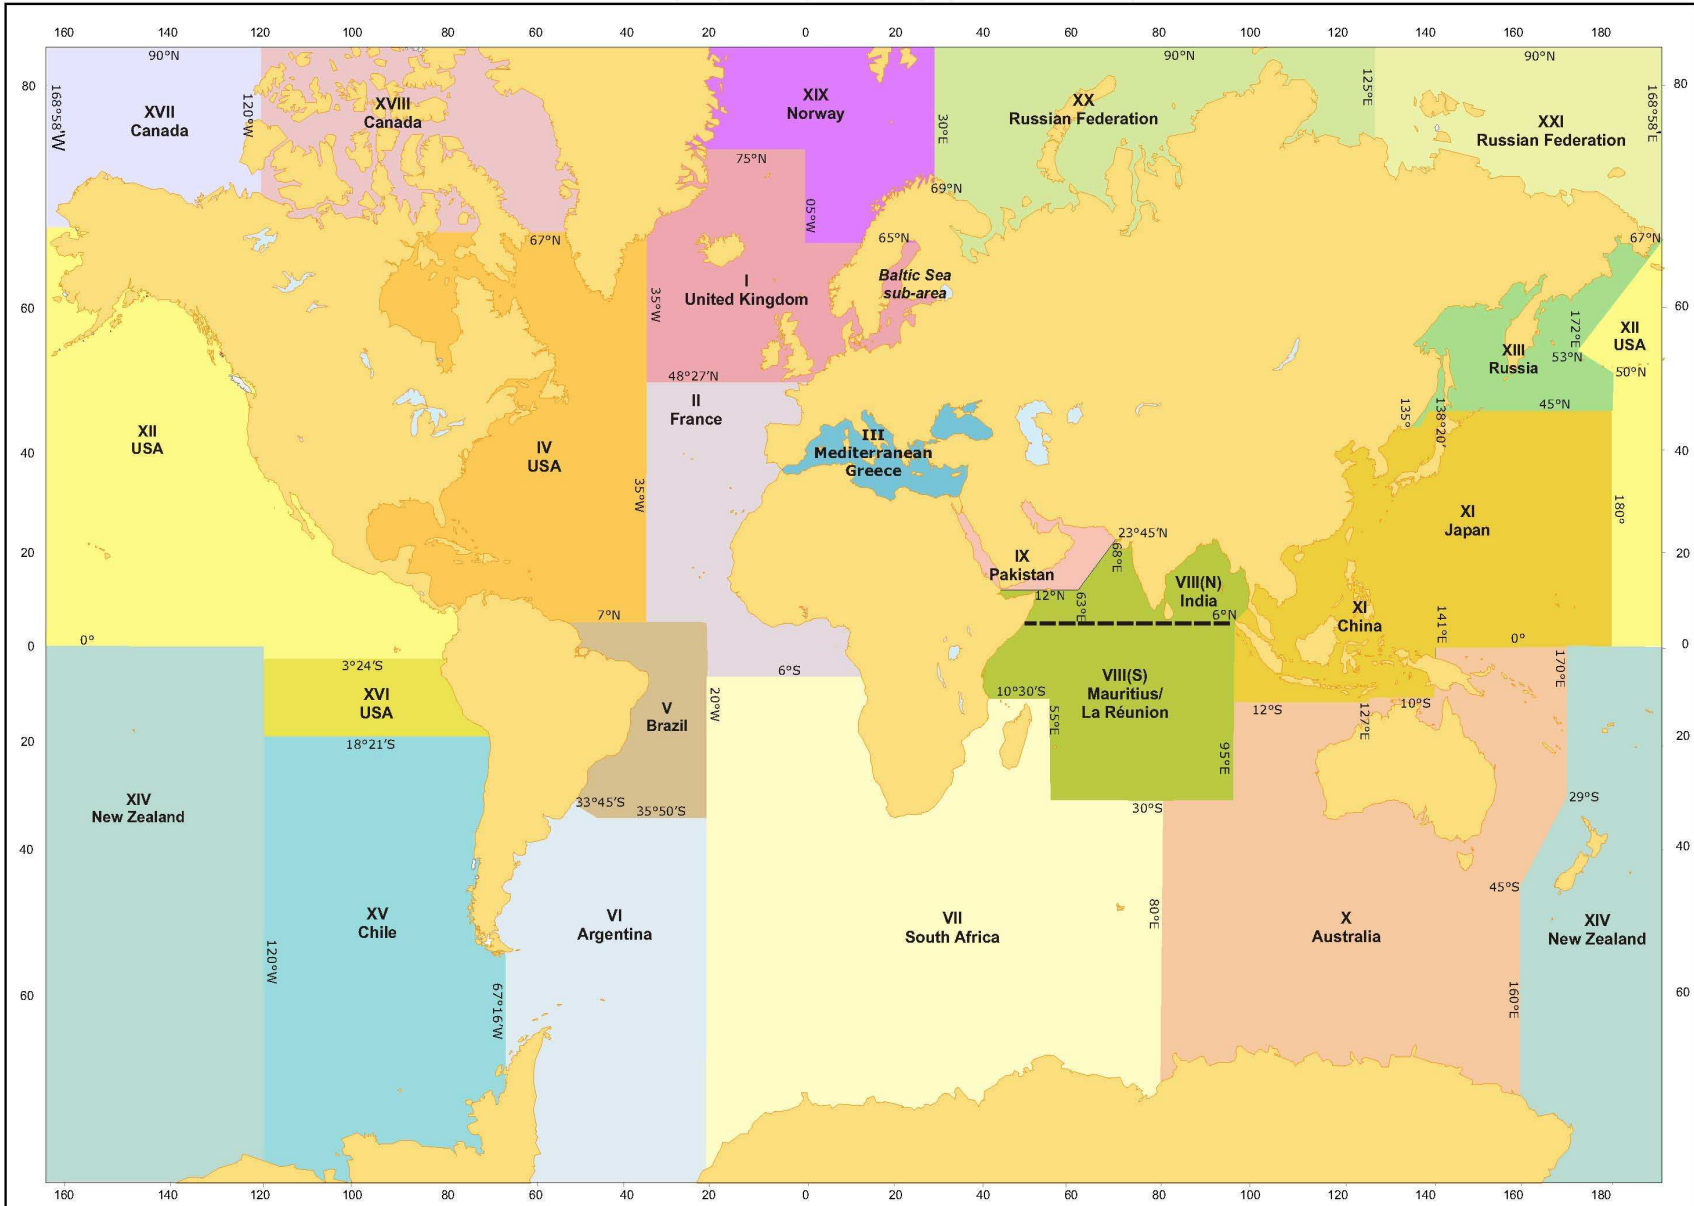 160 140 120 100 80 60 40 20 0 20 40 60 80 100 120 140 160 180
90°N
90°N
90°N
80
80
168°58'W
XVII
Canada
120°W
XVIII
Canada
XIX
Norway
30°E
XX
Russian Federation
125°E
XXI
Russian Federation
168°58'E
75°N
69°N
05°W
65°N
67°N
67°N
Baltic Sea
sub-area
I
United Kingdom
35°W
60
60
172°E
XII
USA
XIII
Russia
53°N
50°N
48°27'N
II
France
45°N
135°
138°20'
XII
USA
IV
USA
III
Mediterranean
Greece
40
40
35°W
180°
XI
Japan
23°45'N
68°E
20
20
IX
Pakistan
VIII(N)
India
12°N
63°E
6°N
7°N
XI
China
141°E
0°
0°
0
0
3°24'S
6°S
170°E
XVI
USA
V
Brazil
20°W
VIII(S)
Mauritius/
La Réunion
10°30'S
55°E
12°S
127°E
10°S
18°21'S
20
20
95°E
XIV
New Zealand
33°45'S
35°50'S
30°S
29°S
40
40
45°S
XV
Chile
VI
Argentina
VII
South Africa
80°E
X
Australia
XIV
New Zealand
120°W
67°16'W
160°E
60
60
160 140 120 100 80 60 40 20 0 20 40 60 80 100 120 140 160 180